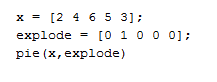 x = [2 4 6 5 3];
explode = [0 1 0 0 0];
pie(x,explode)